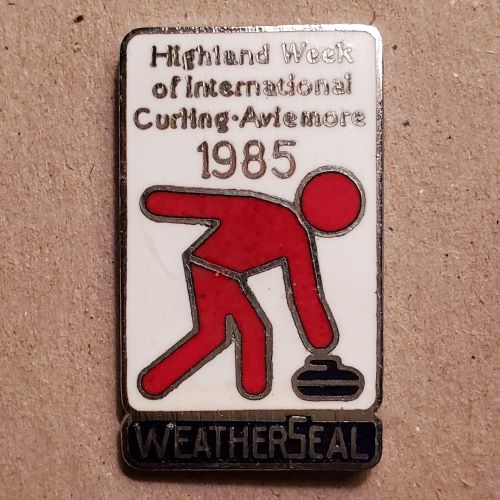 Highland Week
of International
Curling·Aviemore
1985
WEATHERSEAL